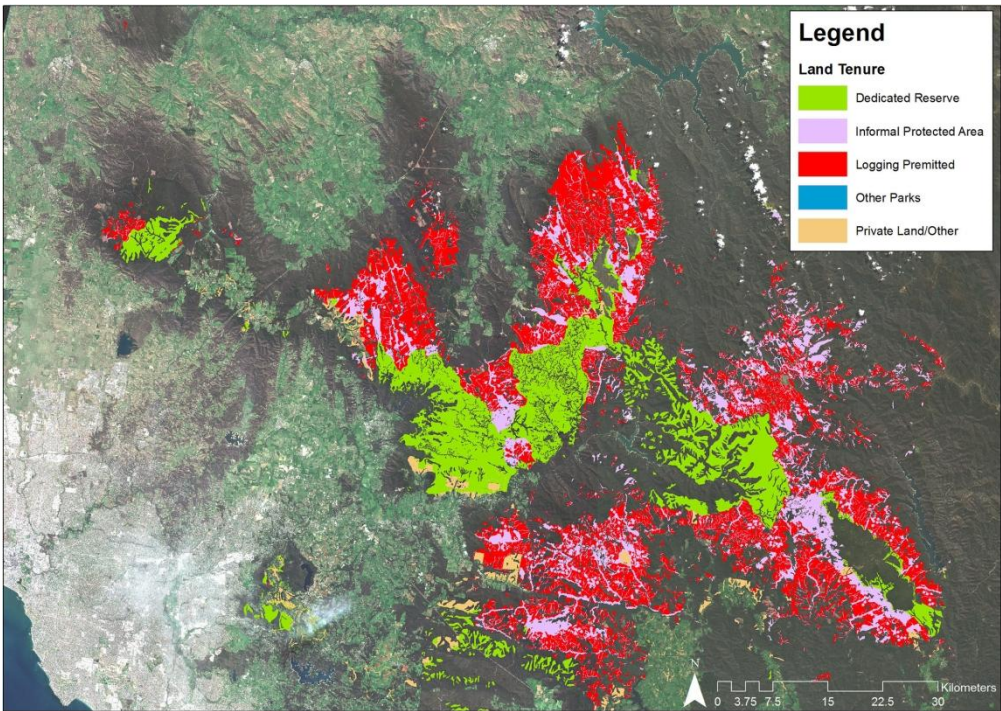 Legend
Land Tenure
Dedicated Reserve
Informal Protected Area
Logging Premitted
Other Parks
Private Land/Other
N
Kilometers
0 3.75 7.5 15 22.5 30